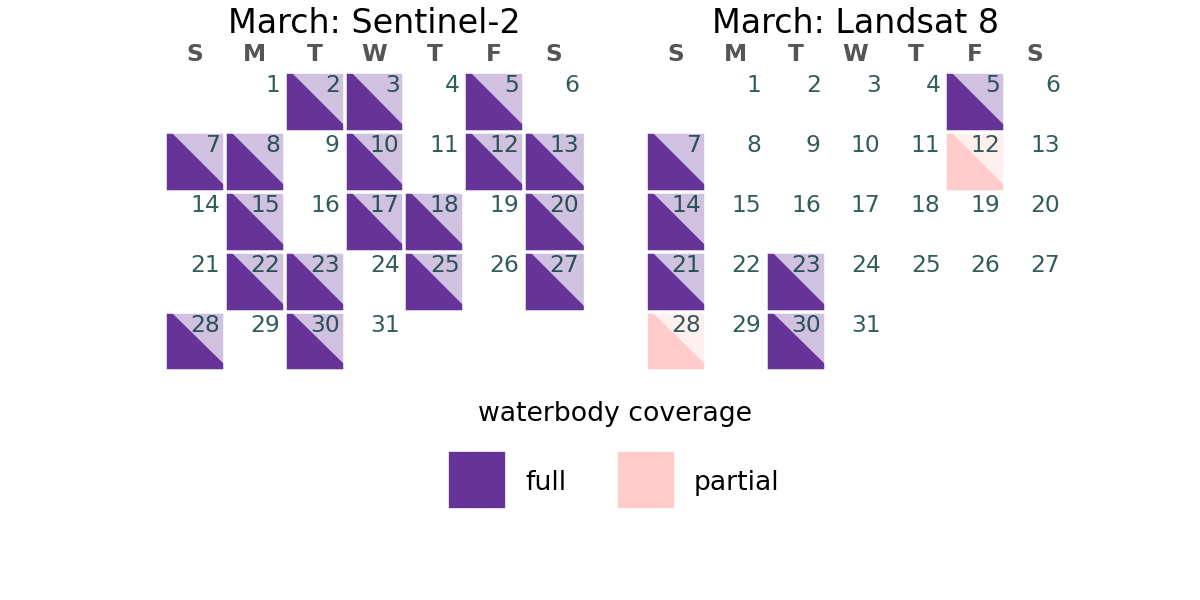 March: Sentinel-2
S M T W T F S
1 2 3 4 5 6
7 8 9 10 11 12 13
14 15 16 17 18 19 20
21 22 23 24 25 26 27
28 29 30 31
March: Landsat 8
S M T W T F S
1 2 3 4 5 6
7 8 9 10 11 12 13
14 15 16 17 18 19 20
21 22 23 24 25 26 27
28 29 30 31
waterbody coverage
full partial